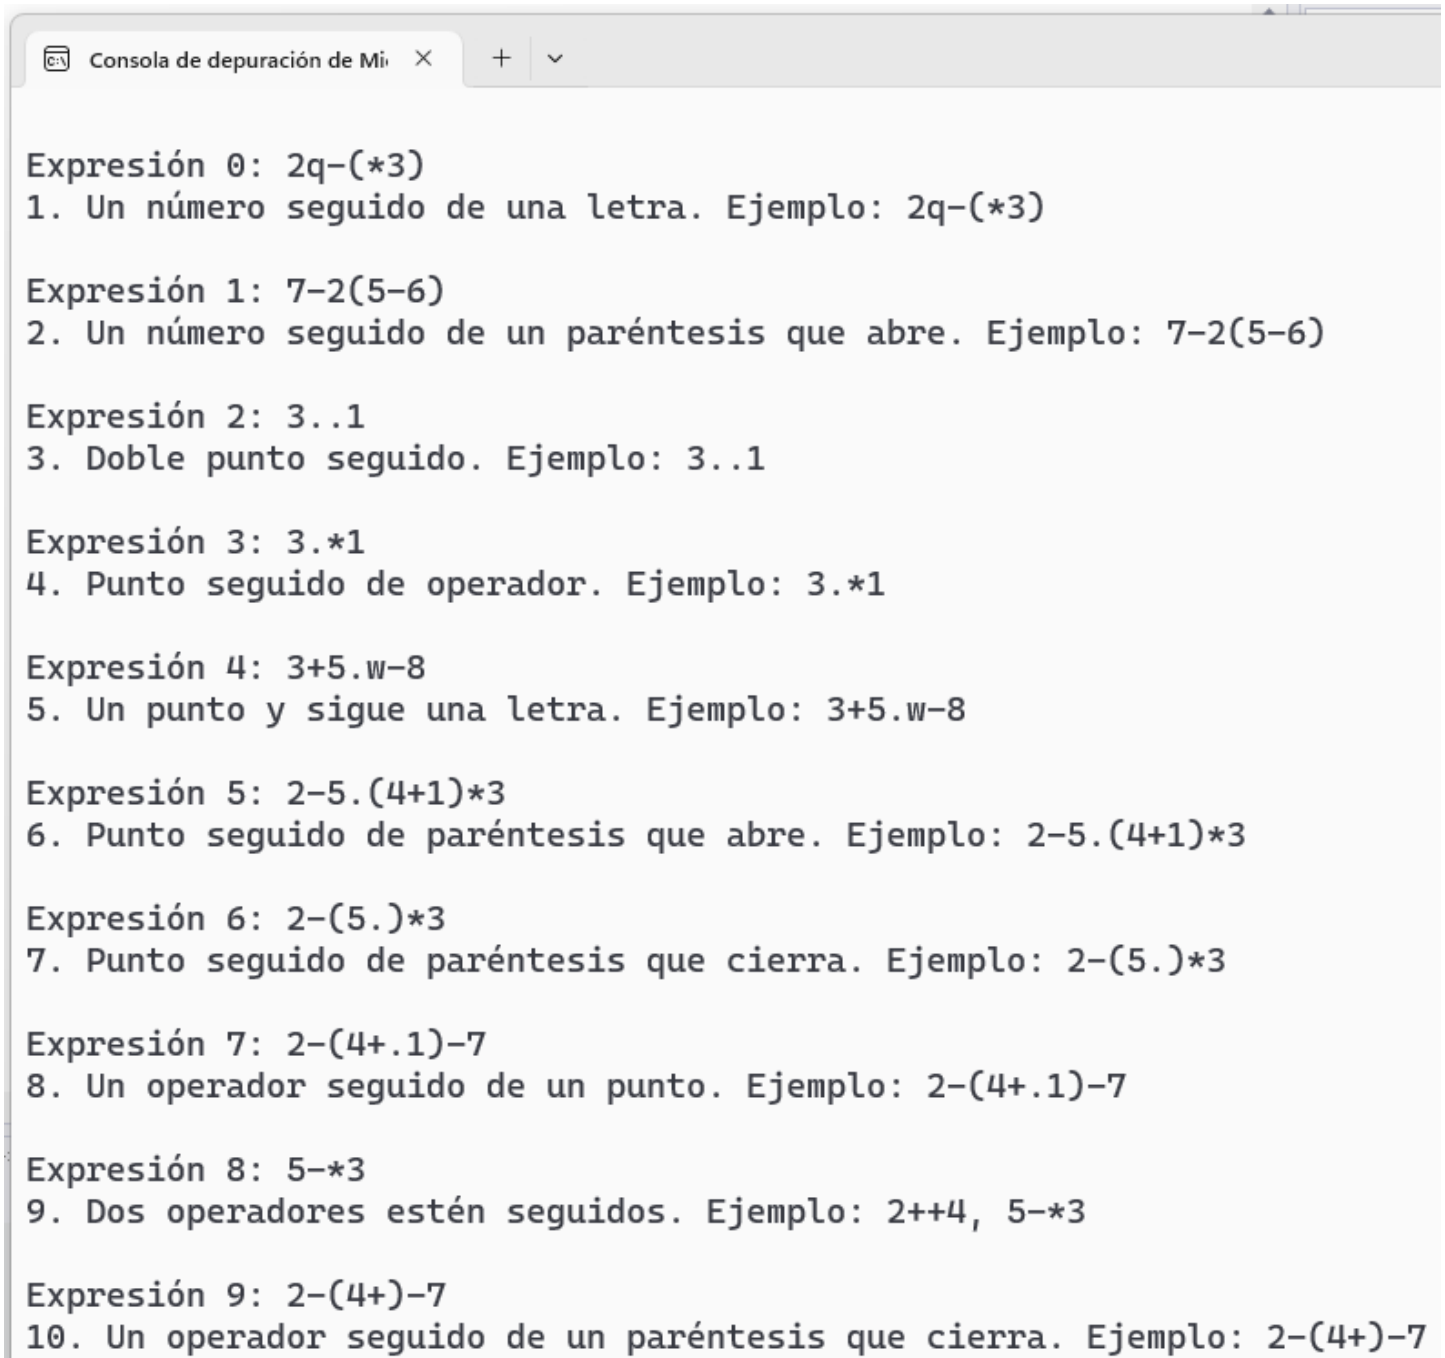 Consola de depuración de Mi
Expresión 0: 2q-(*3)
1. Un número seguido de una letra. Ejemplo: 2q-(*3)
Expresión 1: 7-2(5-6)
2. Un número seguido de un paréntesis que abre. Ejemplo: 7-2(5-6)
Expresión 2: 3..1
3. Doble punto seguido. Ejemplo: 3..1
Expresión 3: 3.*1
4. Punto seguido de operador. Ejemplo: 3.*1
Expresión 4: 3+5.w-8
5. Un punto y sigue una letra. Ejemplo: 3+5.w-8
Expresión 5: 2-5.(4+1)*3
6. Punto seguido de paréntesis que abre. Ejemplo: 2-5.(4+1)*3
Expresión 6: 2-(5.)*3
7. Punto seguido de paréntesis que cierra. Ejemplo: 2-(5.)*3
Expresión 7: 2-(4+.1)-7
8. Un operador seguido de un punto. Ejemplo: 2-(4+.1)-7
Expresión 8: 5-*3
9. Dos operadores estén seguidos. Ejemplo: 2++4, 5-*3
Expresión 9: 2-(4+)-7
10. Un operador seguido de un paréntesis que cierra. Ejemplo: 2-(4+)-7